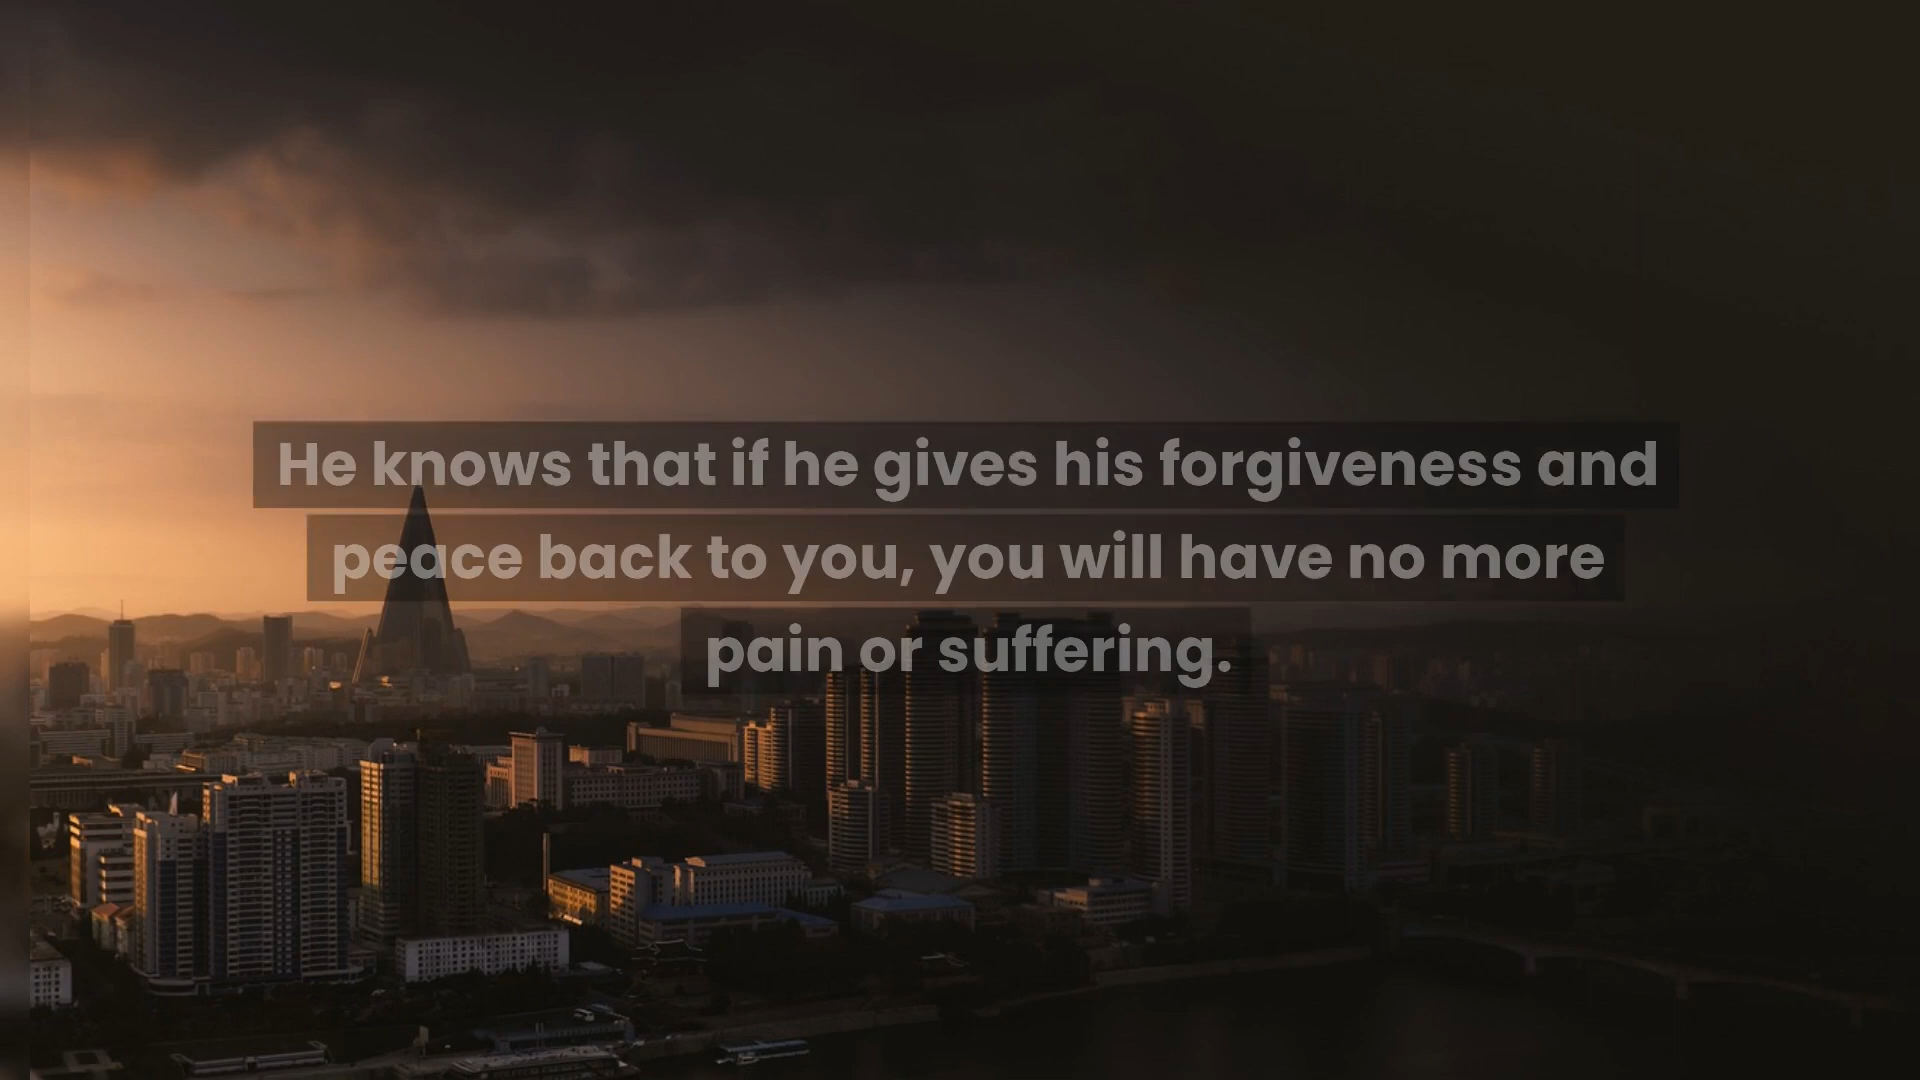 He knows that if he gives his forgiveness and
peace back to you, you will have no more
pain or suffering.